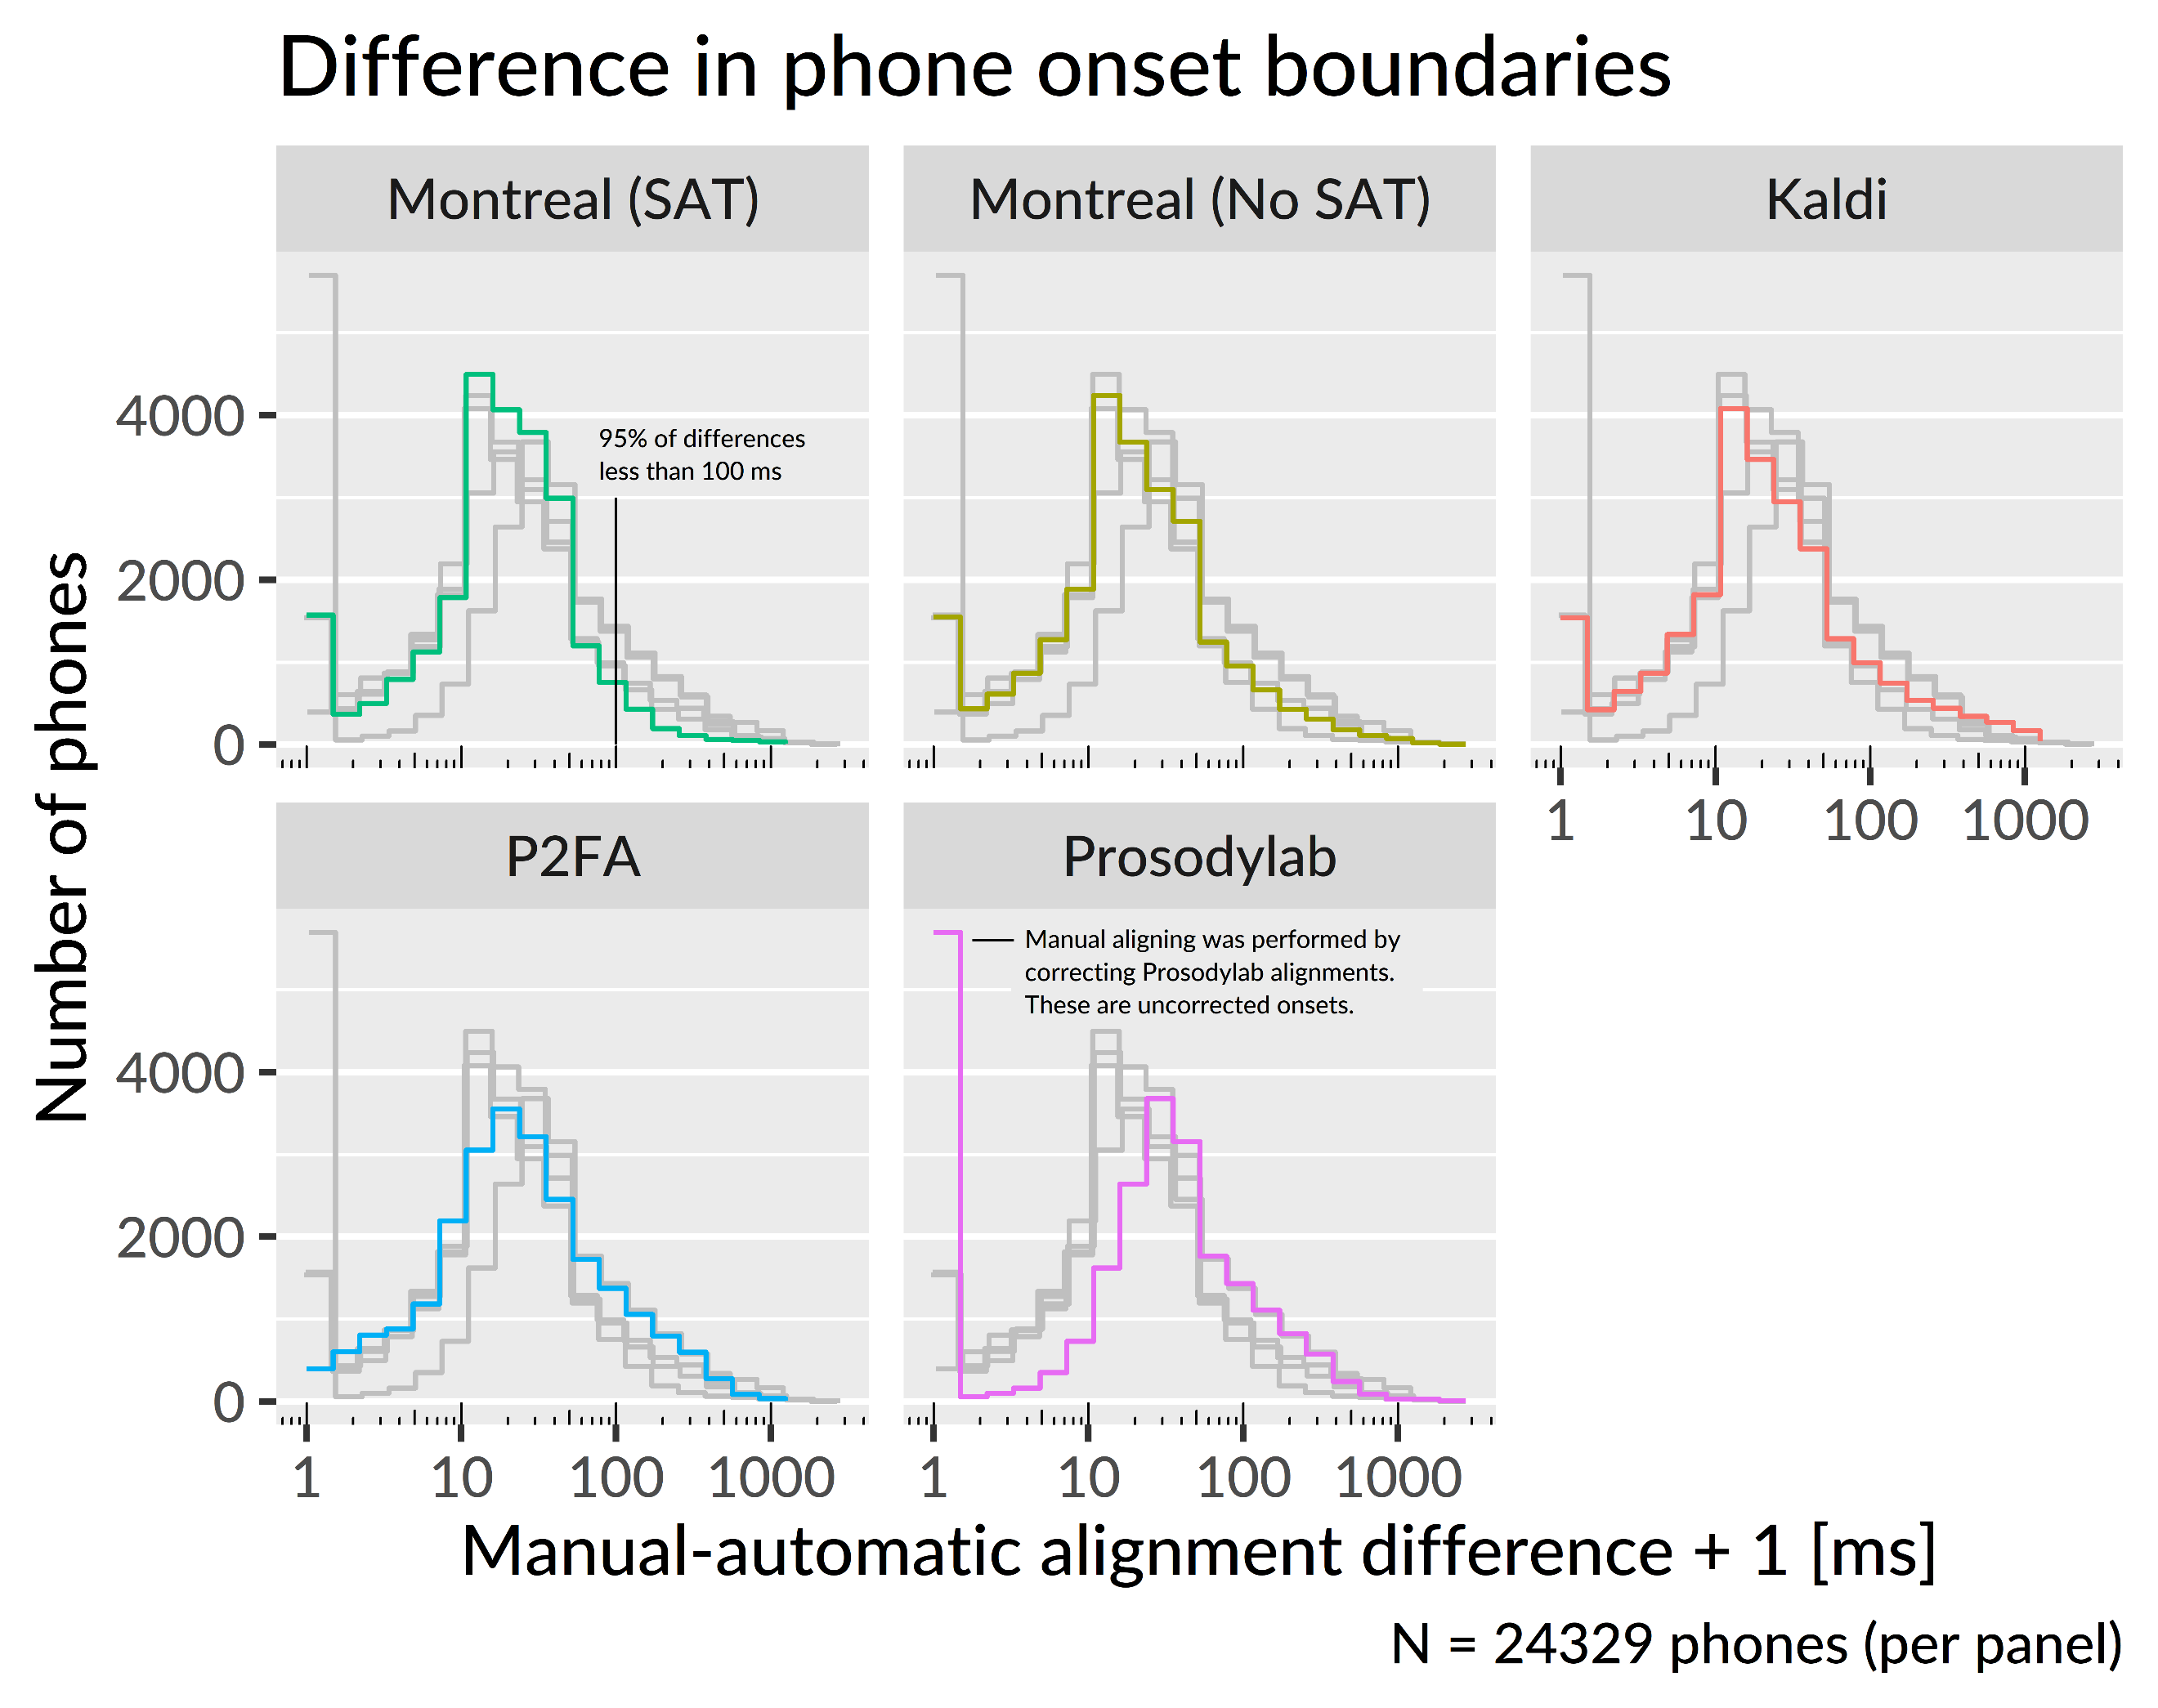 Difference in phone onset boundaries
Montreal (SAT)
Montreal (No SAT)
Kaldi
Number of phones
4000
2000
0
95% of differences
less than 100 ms
1 10 100 1000
P2FA
Prosodylab
4000
2000
0
Manual aligning was performed by
correcting Prosodylab alignments.
These are uncorrected onsets.
1 10 100 1000
1 10 100 1000
Manual-automatic alignment difference + 1 [ms]
N = 24329 phones (per panel)